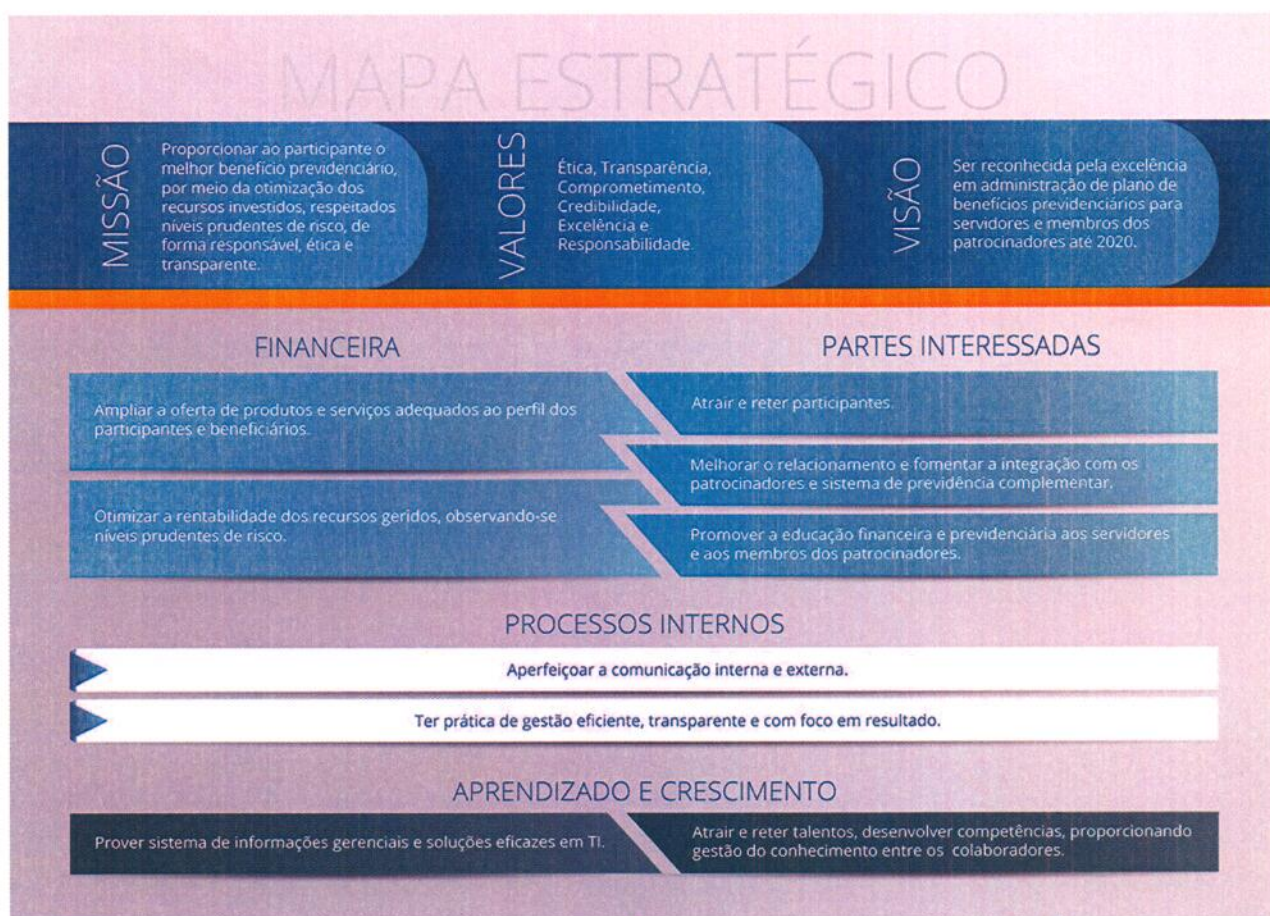 MAPA ESTRATÉGICO
MISSÃO
Proporcionar ao participante o
melhor benefício previdenciário,
por meio da otimização dos
recursos investidos, respeitados
níveis prudentes de risco, de
forma responsável, ética e
transparente.
VALORES
Ética, Transparência,
Comprometimento,
Credibilidade,
Excelência e
Responsabilidade.
VISÃO
Ser reconhecida pela excelência
em administração de plano de
benefícios previdenciários para
servidores e membros dos
patrocinadores até 2020.
FINANCEIRA
Ampliar a oferta de produtos e serviços adequados ao perfil dos
participantes e beneficiários.
Otimizar a rentabilidade dos recursos geridos, observando-se
níveis prudentes de risco.
PARTES INTERESSADAS
Atrair e reter participantes.
Melhorar o relacionamento e fomentar a integração com os
patrocinadores e sistema de previdência complementar.
Promover a educação financeira e previdenciária aos servidores
e aos membros dos patrocinadores.
PROCESSOS INTERNOS
Aperfeiçoar a comunicação interna e externa.
Ter prática de gestão eficiente, transparente e com foco em resultado.
APRENDIZADO E CRESCIMENTO
Prover sistema de informações gerenciais e soluções eficazes em TI.
Atrair e reter talentos, desenvolver competências, proporcionando
gestão do conhecimento entre os colaboradores.